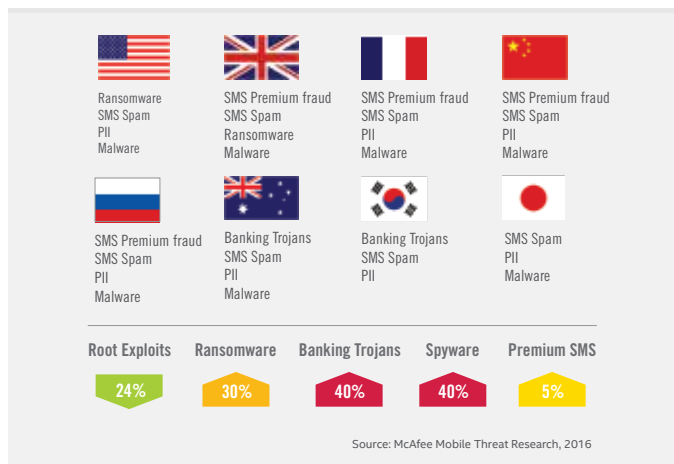 Ransomware
SMS Spam
PII
Malware
SMS Premium fraud
SMS Spam
Ransomware
Malware
SMS Premium fraud
SMS Spam
PII
Malware
SMS Premium fraud
SMS Spam
PII
Malware
SMS Premium fraud
SMS Spam
PII
Malware
Banking Trojans
SMS Spam
PII
Malware
Banking Trojans
SMS Spam
PII
SMS Spam
PII
Malware
Root Exploits
24%
Ransomware
30%
Banking Trojans
40%
Spyware
40%
Premium SMS
5%
Source: McAfee Mobile Threat Research, 2016